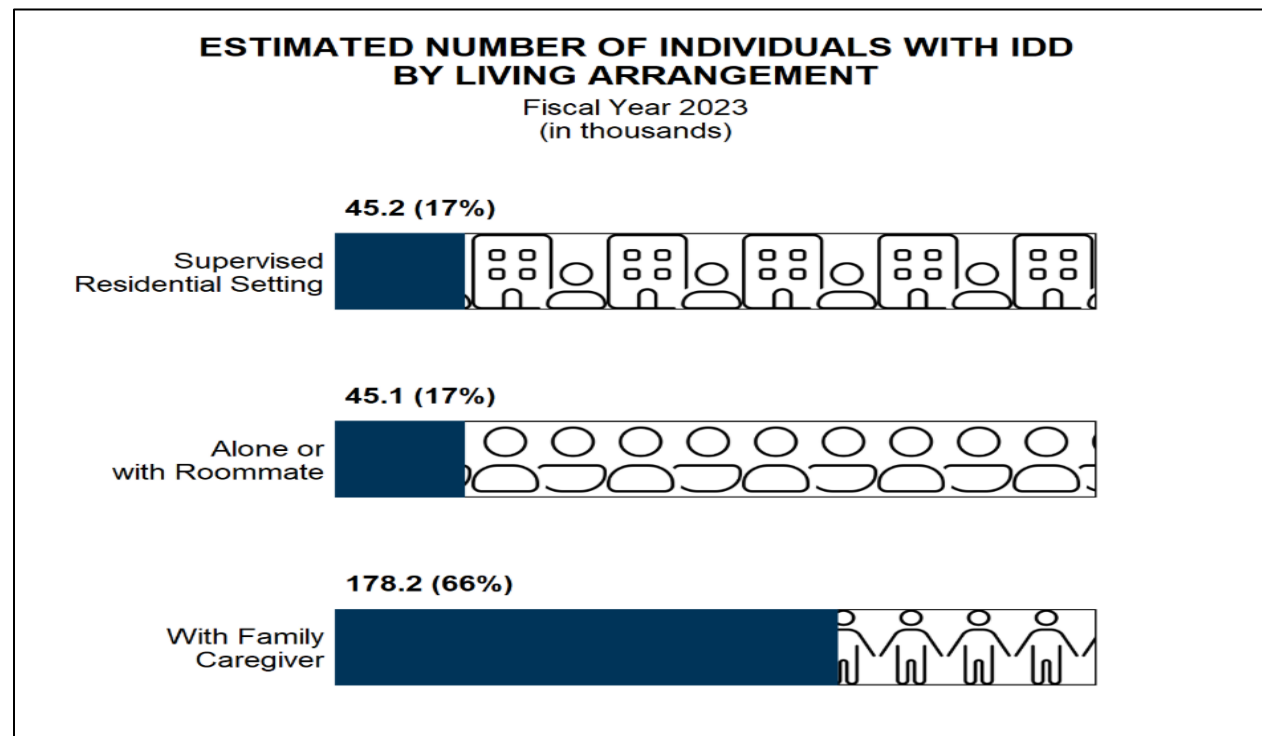 ESTIMATED NUMBER OF INDIVIDUALS WITH IDD
BY LIVING ARRANGEMENT
Fiscal Year 2023
(in thousands)
45.2 (17%)
Supervised
Residential Setting
45.1 (17%)
Alone or
with Roommate
178.2 (66%)
With Family
Caregiver